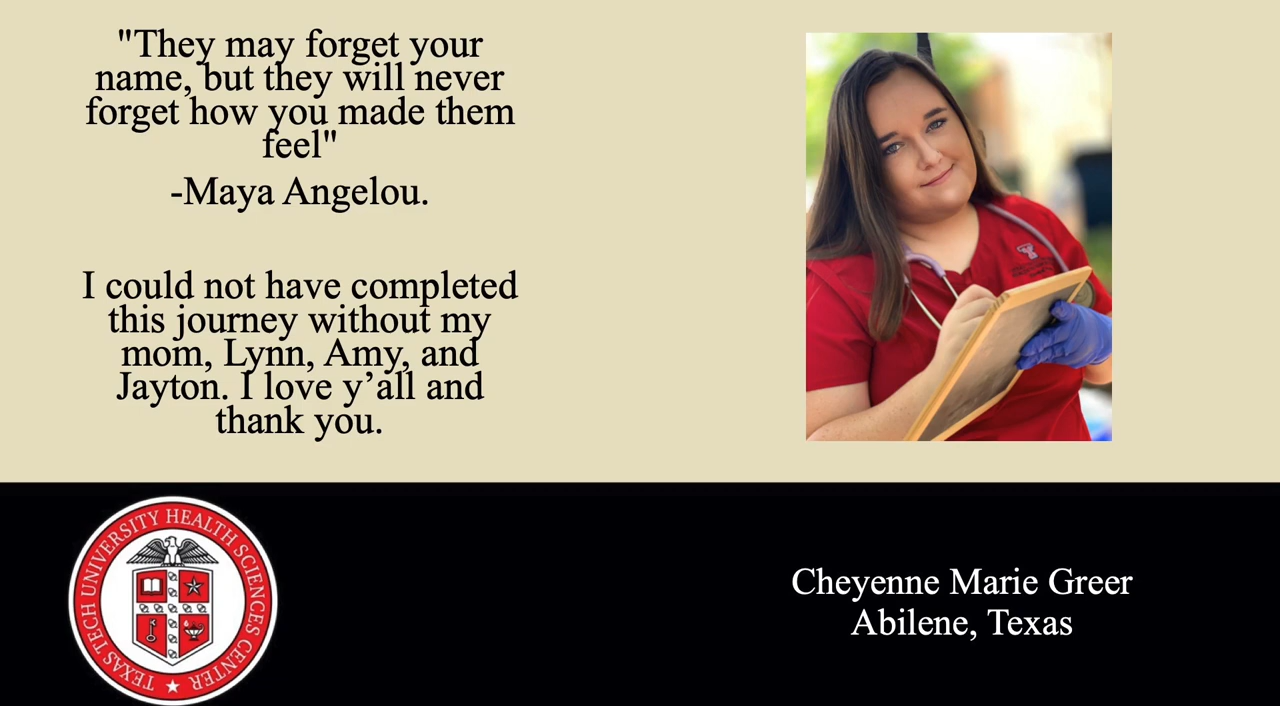 "They may forget your
name, but they will never
forget how you made them
feel"
-Maya Angelou.
I could not have completed
this journey without my
mom, Lynn, Amy, and
Jayton. I love y’all and
thank you.
TEXAS TECH UNIVERSITY HEALTH SCIENCES CENTER
Cheyenne Marie Greer
Abilene, Texas